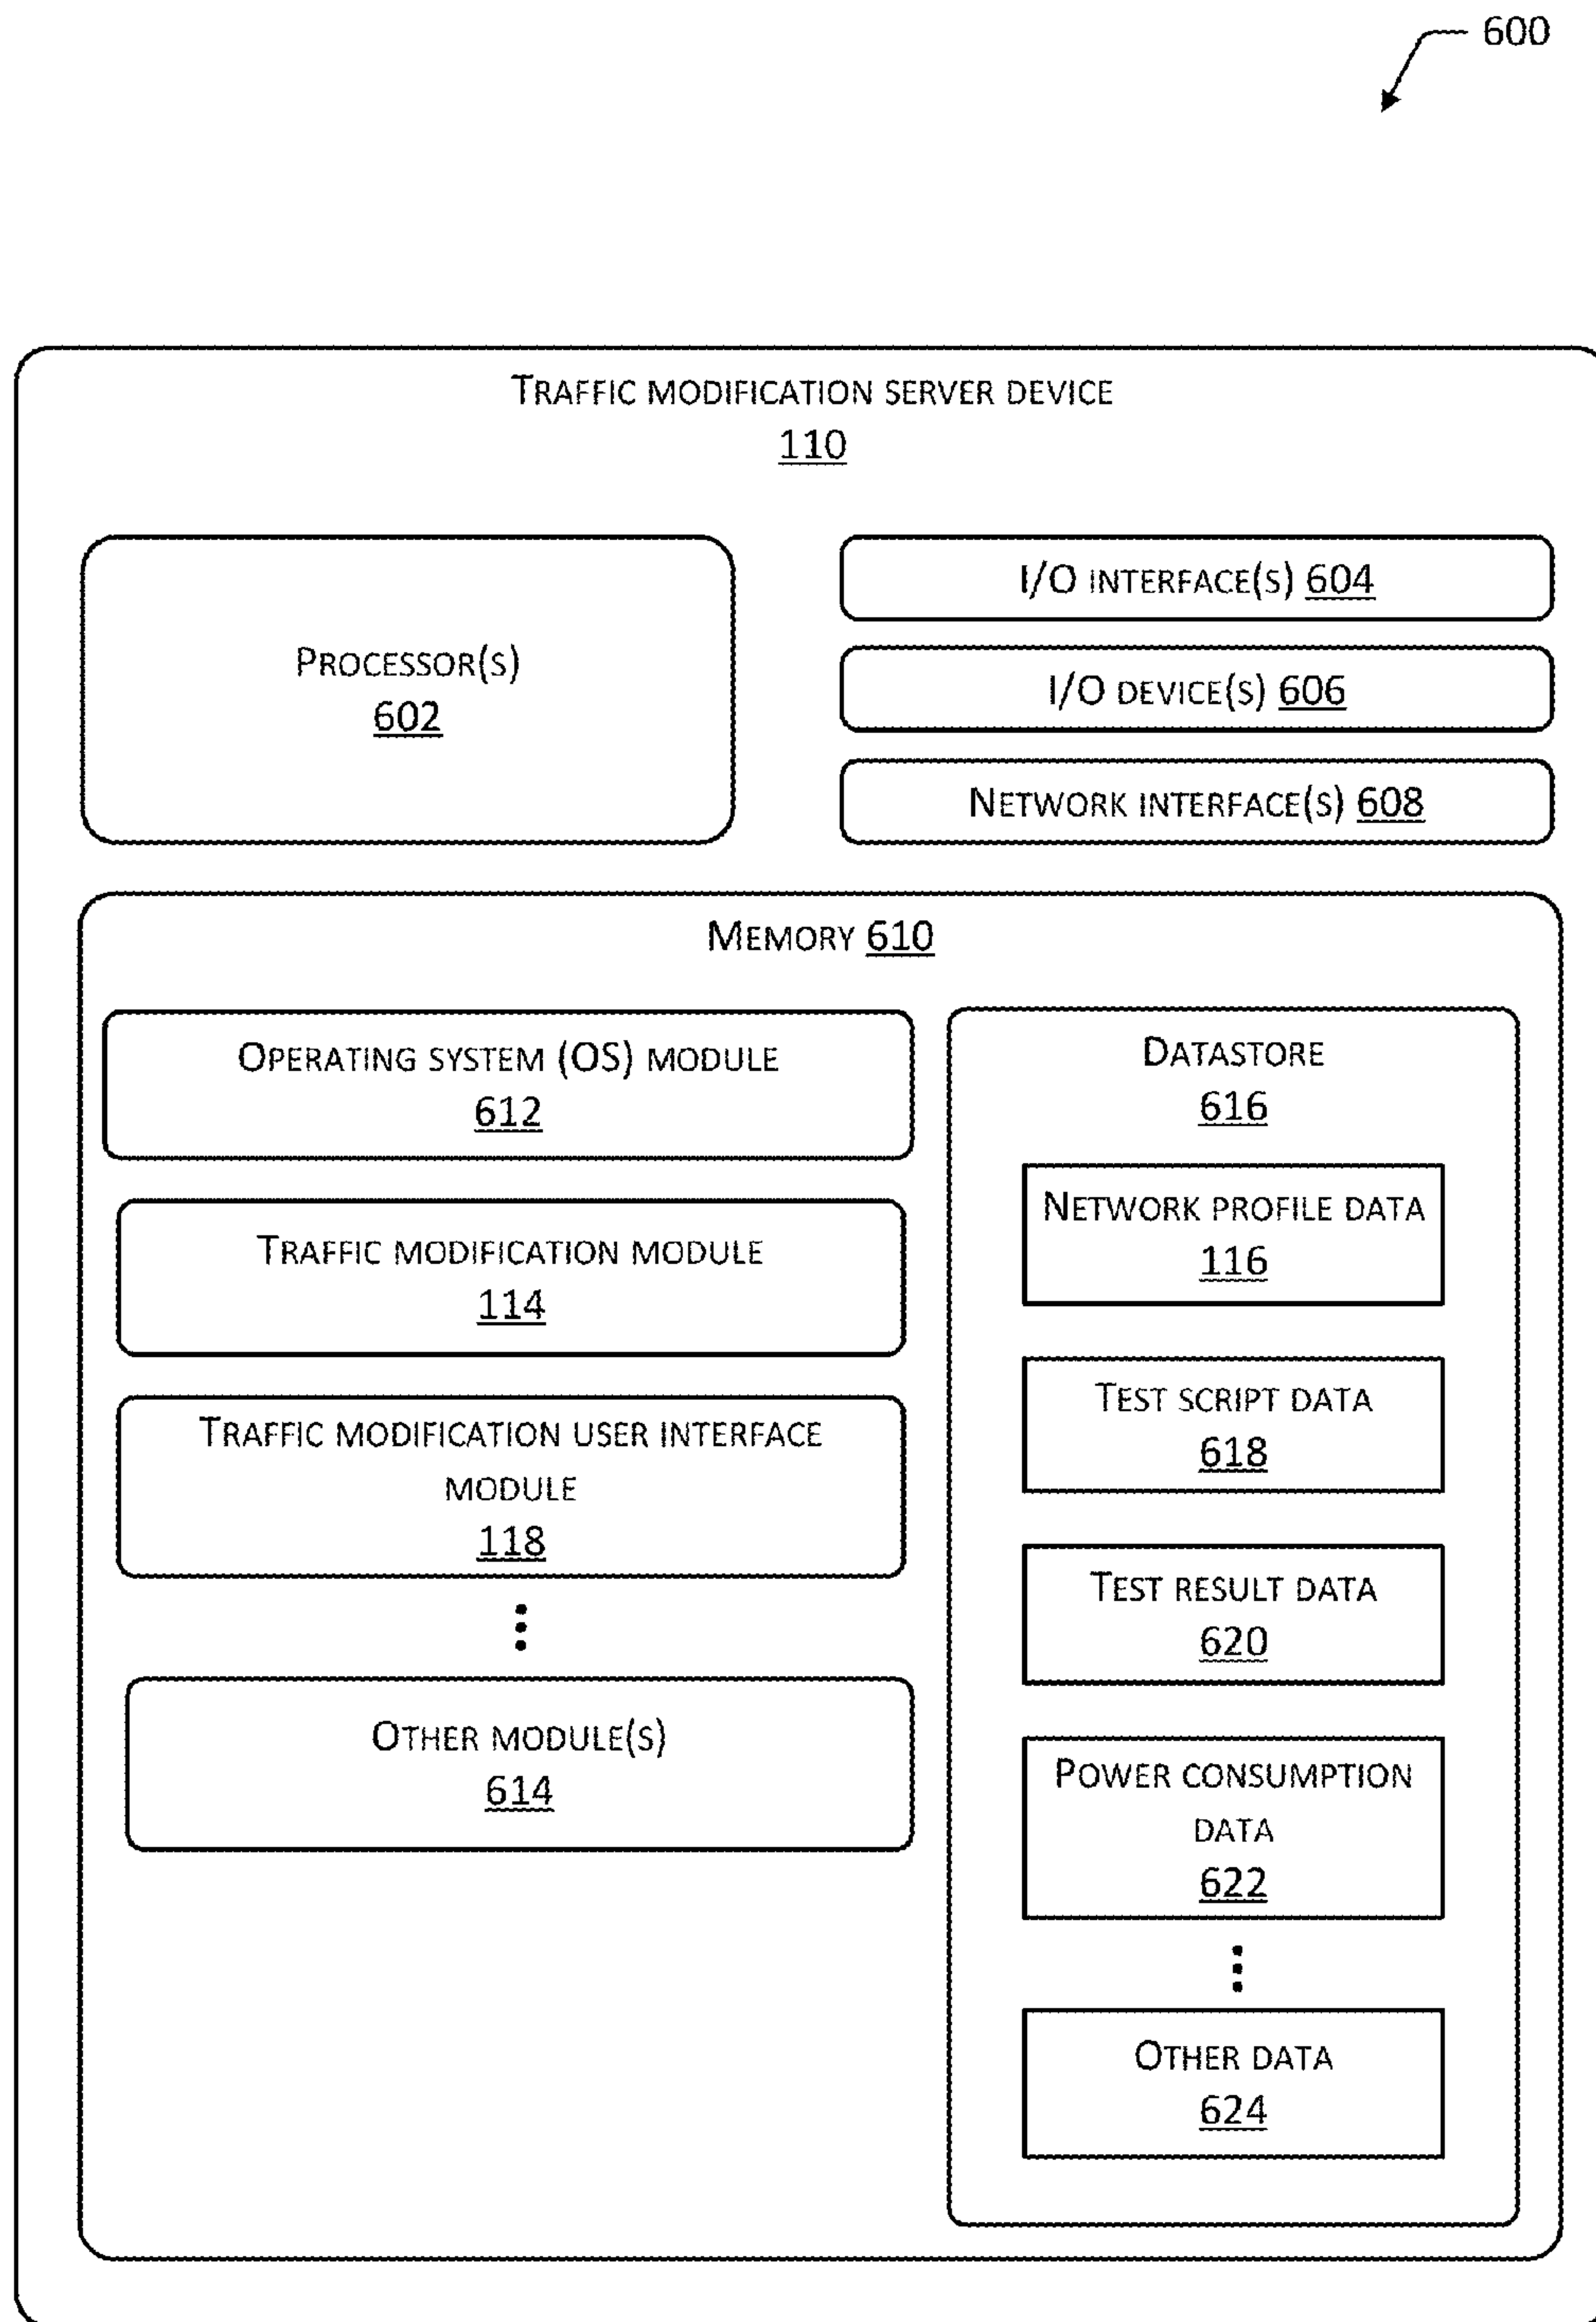 600
Traffic modification server device
110
Processor(s)
602
I/O interface(s) 604
I/O device(s) 606
Network interface(s) 608
Memory 610
Operating system (OS) module
612
Traffic modification module
114
Traffic modification user interface
module
118
Other module(s)
614
Datastore
616
Network profile data
116
Test script data
618
Test result data
620
Power consumption
data
622
Other data
624